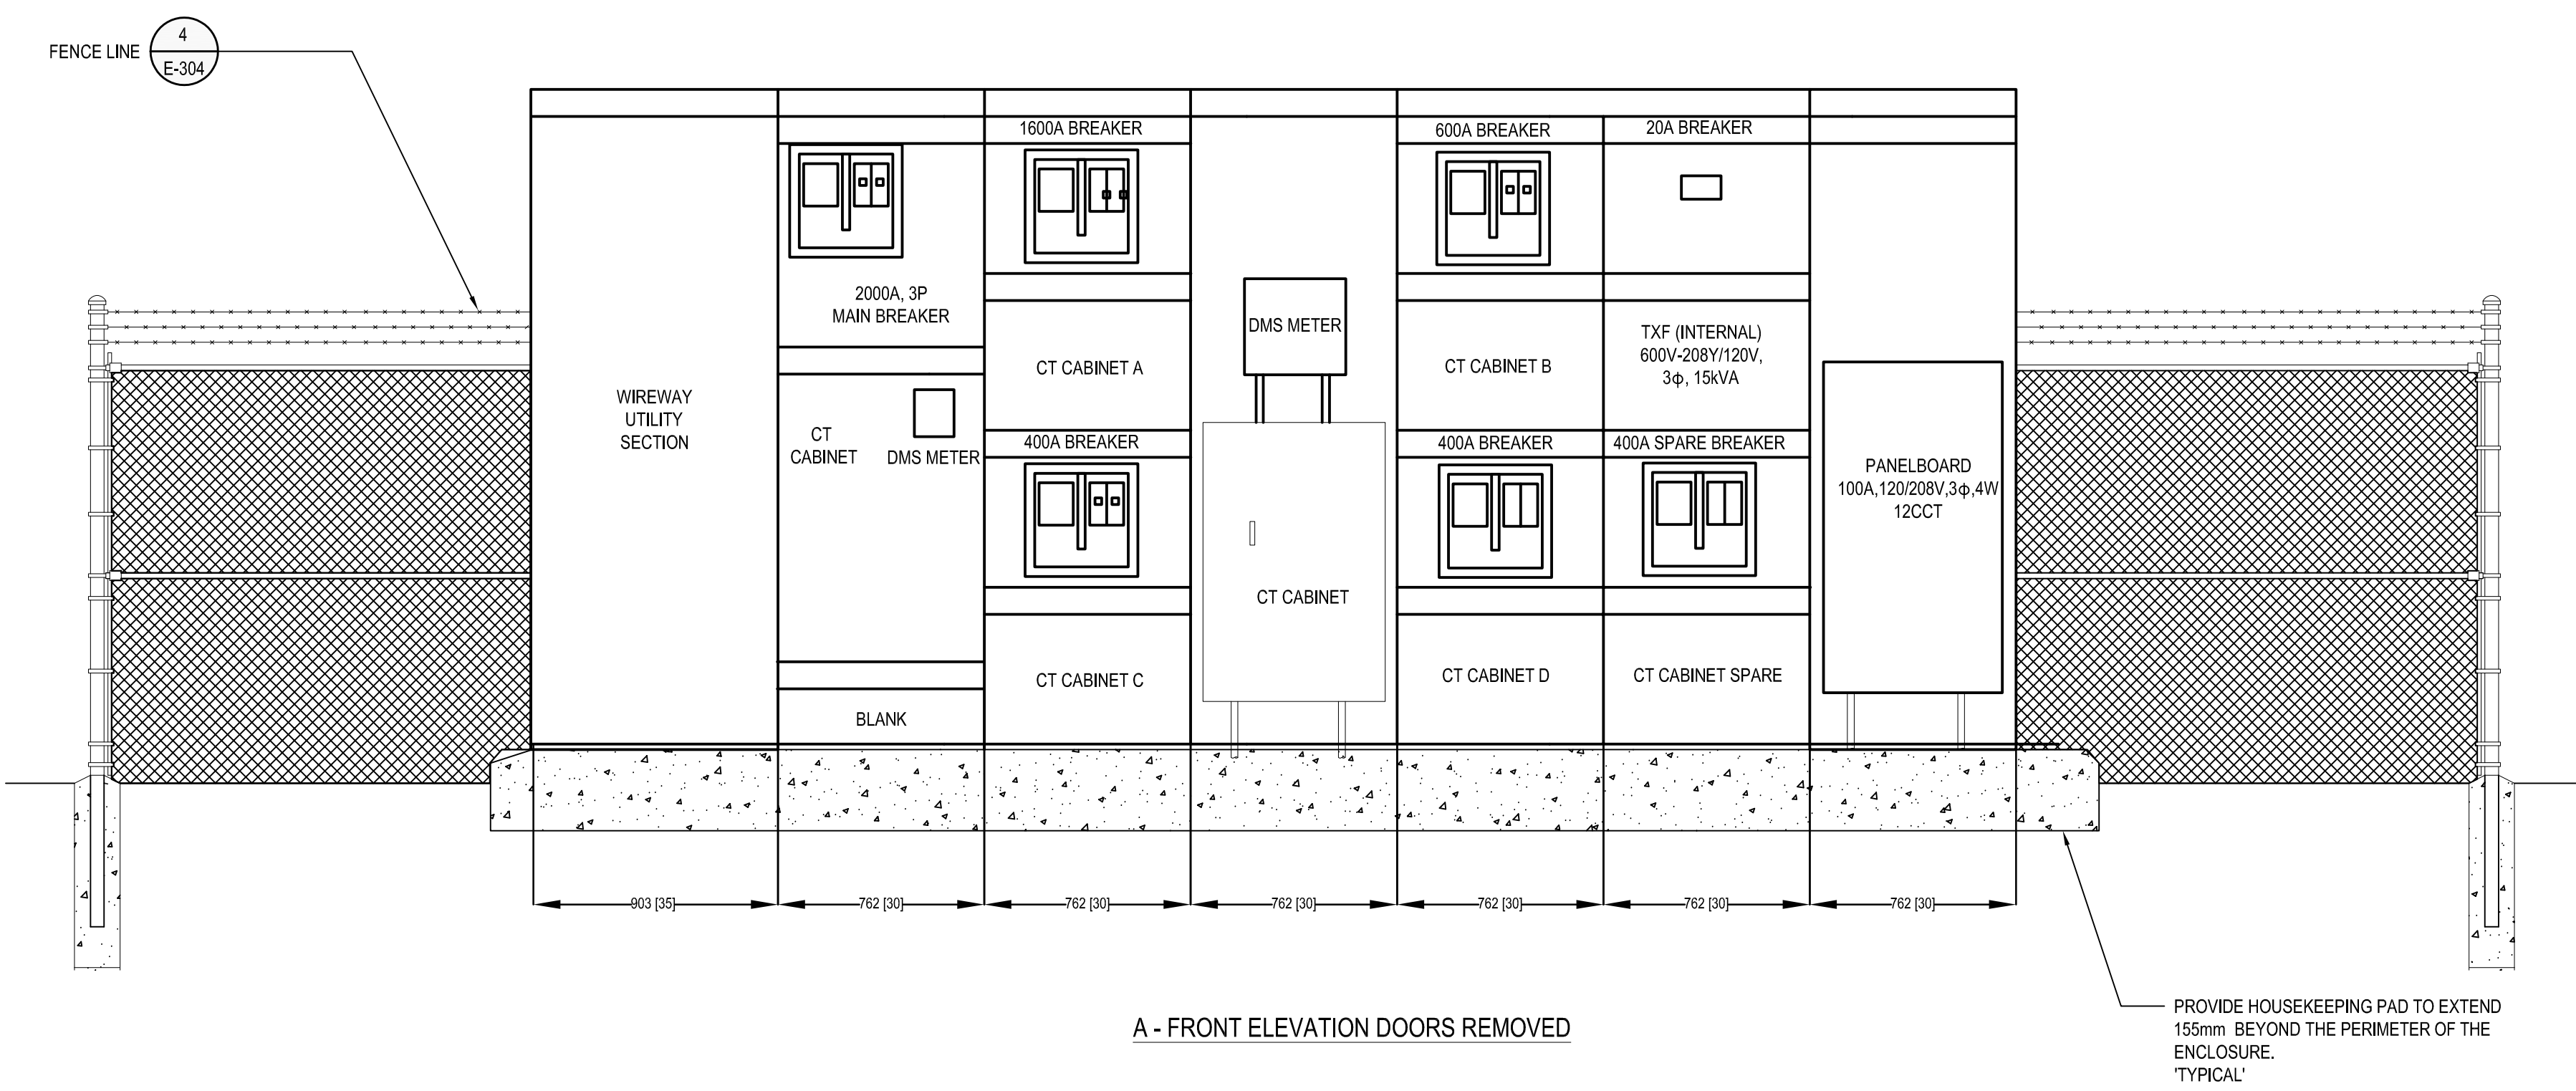 4
FENCE LINE
E-304
1600A BREAKER
600A BREAKER
20A BREAKER
2000A, 3P
MAIN BREAKER
DMS METER
TXF (INTERNAL)
600V-208Y/120V,
3ϕ, 15kVA
CT CABINET A
CT CABINET B
WIREWAY
UTILITY
SECTION
CT
CABINET
DMS METER
400A BREAKER
400A BREAKER
400A SPARE BREAKER
PANELBOARD
100A,120/208V,3ϕ,4W
12CCT
CT CABINET
CT CABINET C
CT CABINET D
CT CABINET SPARE
BLANK
903 [35]
762 [30]
762 [30]
762 [30]
762 [30]
762 [30]
762 [30]
A - FRONT ELEVATION DOORS REMOVED
PROVIDE HOUSEKEEPING PAD TO EXTEND
155mm BEYOND THE PERIMETER OF THE
ENCLOSURE.
'TYPICAL'